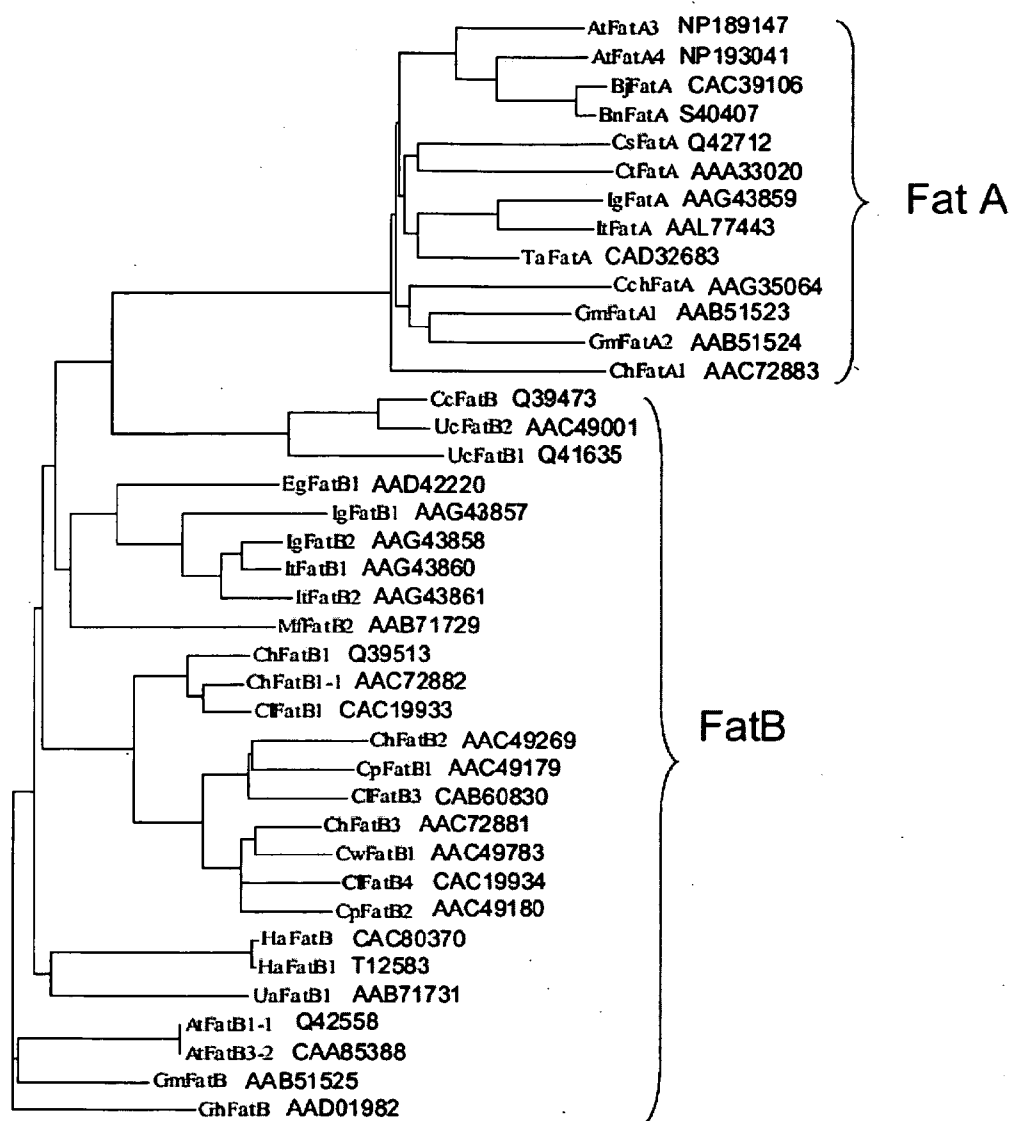 AtFatA3 NP189147
AtFatA4 NP193041
BjFatA CAC39106
BnFatA S40407
CsFatA Q42712
CtFatA AAA33020
IgFatA AAG43859
ItFatA AAL77443
TaFatA CAD32683
CchFatA AAG35064
GmFatA1 AAB51523
GmFatA2 AAB51524
ChFatA1 AAC72883
Fat A
CcFatB Q39473
UcFatB2 AAC49001
UcFatB1 Q41635
EgFatB1 AAD42220
IgFatB1 AAG43857
IgFatB2 AAG43858
ItFatB1 AAG43860
ItFatB2 AAG43861
MfFatB2 AAB71729
ChFatB1 Q39513
ChFatB1-1 AAC72882
ClFatB1 CAC19933
ChFatB2 AAC49269
CpFatB1 AAC49179
ClFatB3 CAB60830
ChFatB3 AAC72881
CwFatB1 AAC49783
ClFatB4 CAC19934
CpFatB2 AAC49180
HaFatB CAC80370
HaFatB1 T12583
UaFatB1 AAB71731
AtFatB1-1 Q42558
AtFatB3-2 CAA85388
GmFatB AAB51525
GhFatB AAD01982
FatB